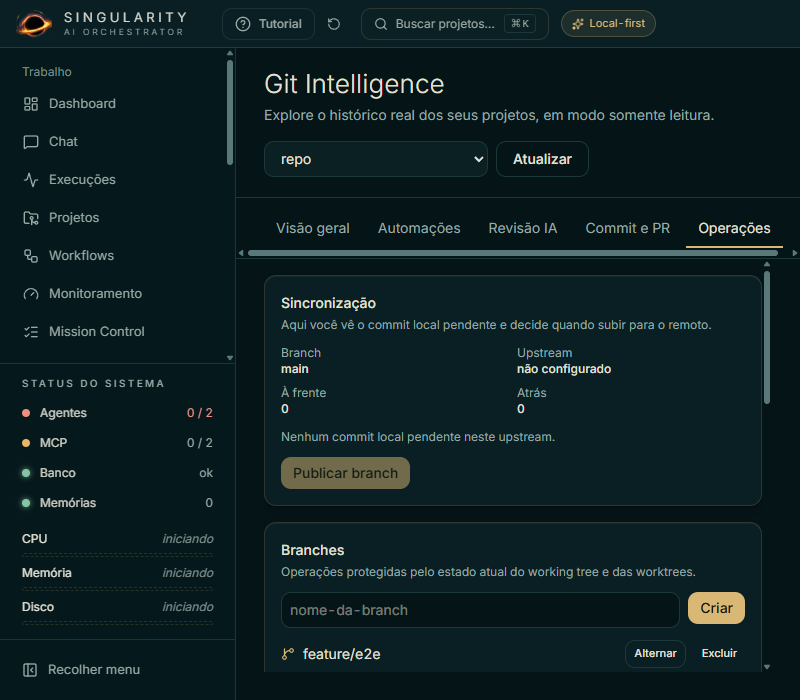 SINGULARITY
AI ORCHESTRATOR
Tutorial
Buscar projetos...
⌘K
Local-first
Trabalho
Dashboard
Chat
Execuções
Projetos
Workflows
Monitoramento
Mission Control
STATUS DO SISTEMA
Agentes 0 / 2
MCP 0 / 2
Banco ok
Memórias 0
CPU iniciando
Memória iniciando
Disco iniciando
Recolher menu
Git Intelligence
Explore o histórico real dos seus projetos, em modo somente leitura.
repo
Atualizar
Visão geral
Automações
Revisão IA
Commit e PR
Operações
Sincronização
Aqui você vê o commit local pendente e decide quando subir para o remoto.
Branch
main
Upstream
não configurado
À frente
0
Atrás
0
Nenhum commit local pendente neste upstream.
Publicar branch
Branches
Operações protegidas pelo estado atual do working tree e das worktrees.
nome-da-branch
Criar
feature/e2e
Alternar
Excluir